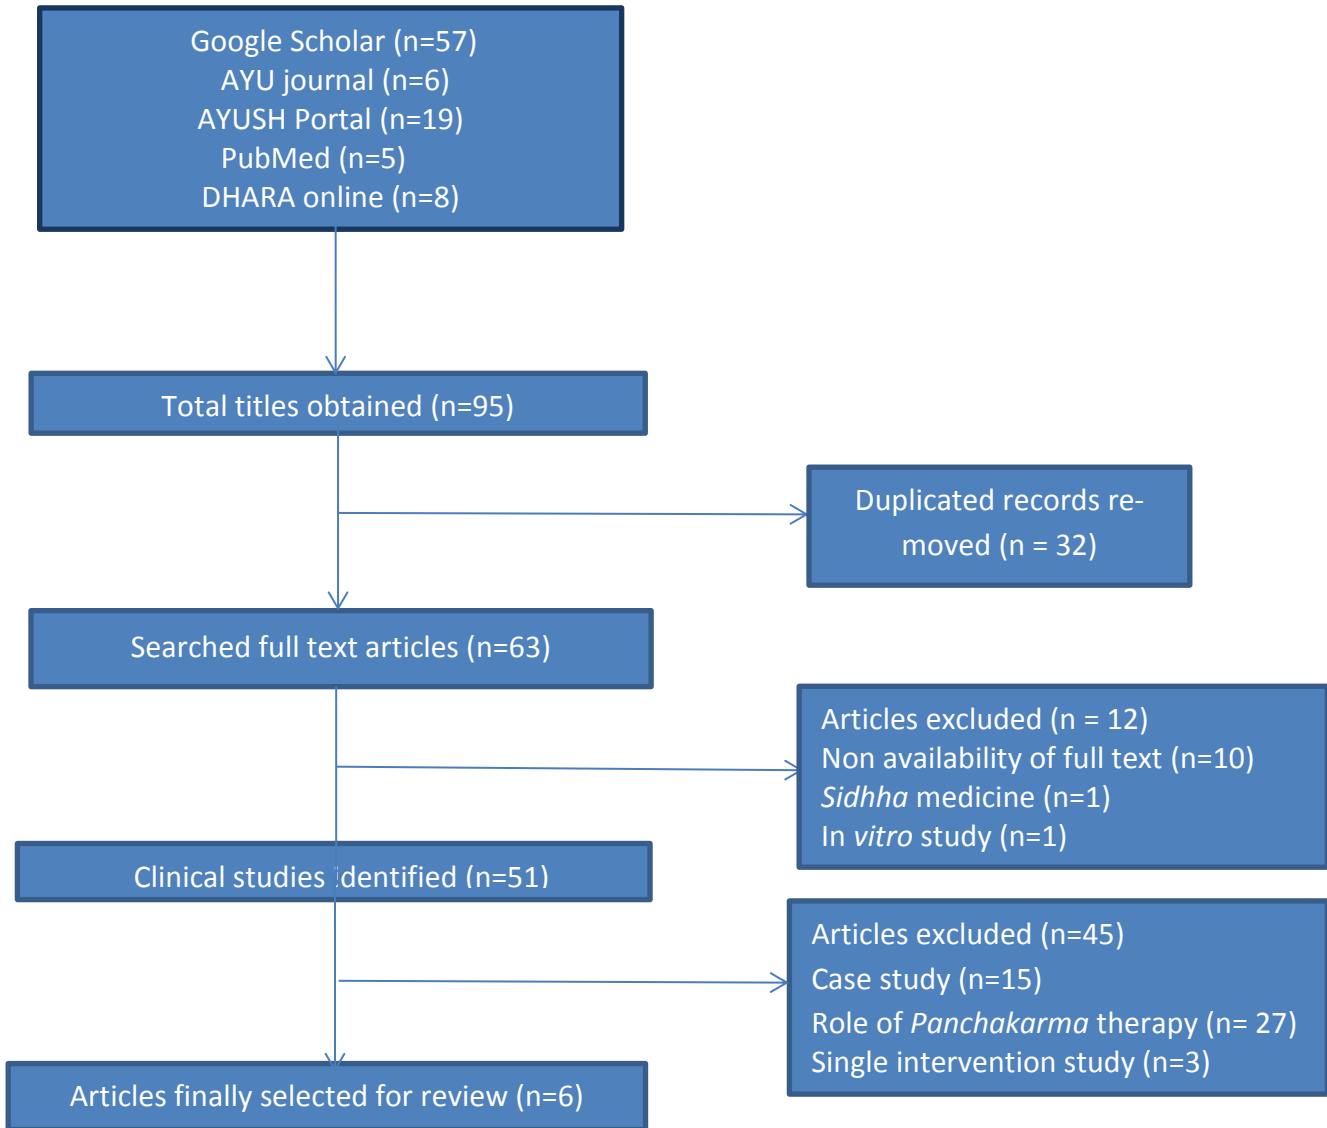 Google Scholar (n=57)
AYU journal (n=6)
AYUSH Portal (n=19)
PubMed (n=5)
DHARA online (n=8)
Total titles obtained (n=95)
Duplicated records re-
moved (n = 32)
Searched full text articles (n=63)
Articles excluded (n = 12)
Non availability of full text (n=10)
Sidhha medicine (n=1)
In vitro study (n=1)
Clinical studies identified (n=51)
Articles excluded (n=45)
Case study (n=15)
Role of Panchakarma therapy (n= 27)
Single intervention study (n=3)
Articles finally selected for review (n=6)